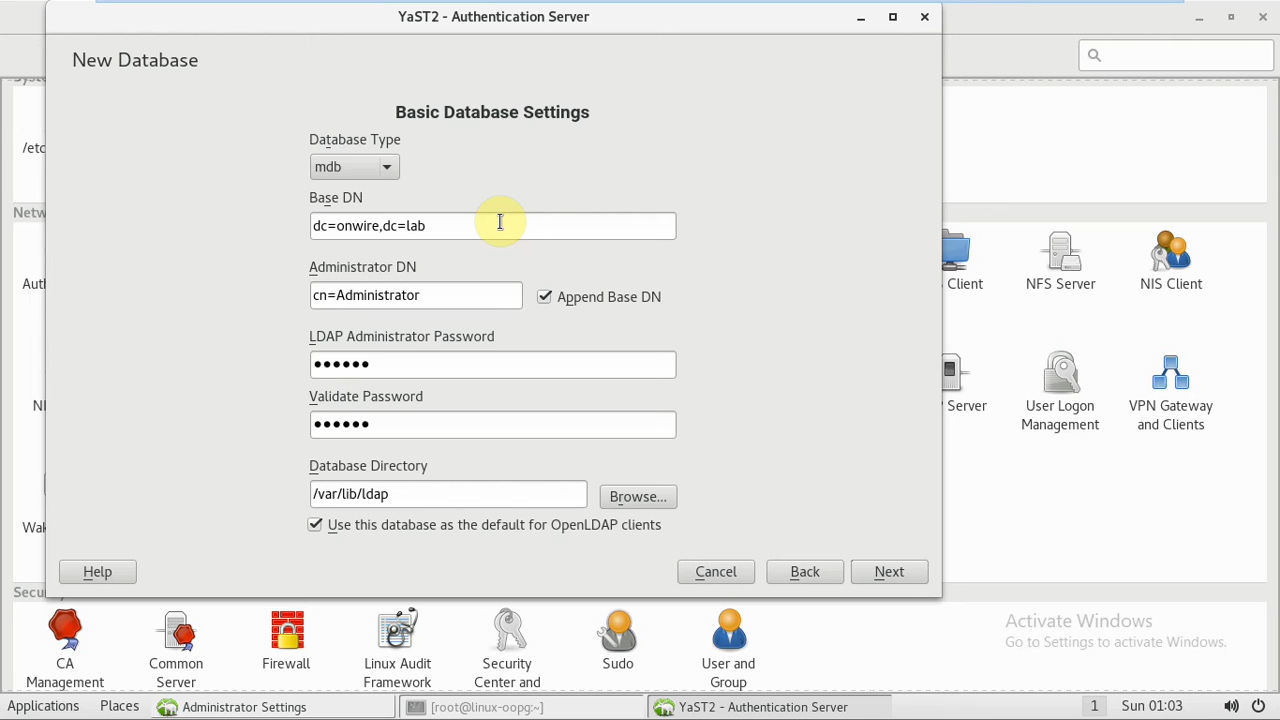 YaST2 - Authentication Server
New Database
Basic Database Settings
Database Type
mdb
Base DN
dc=onwire,dc=lab
Administrator DN
cn=Administrator
Append Base DN
LDAP Administrator Password
●●●●●●
Validate Password
●●●●●●
Database Directory
/var/lib/ldap
Browse...
Use this database as the default for OpenLDAP clients
Help
Cancel
Back
Next
/etc
Netw
Auth
Client
NFS Server
NIS Client
Server
User Logon
Management
VPN Gateway
and Clients
Wak
CA
Management
Common
Server
Firewall
Linux Audit
Framework
Security
Center and
Sudo
User and
Group
Activate Windows
Go to Settings to activate Windows.
Applications
Places
Administrator Settings
[root@linux-oopg:~]
YaST2 - Authentication Server
1
Sun 01:03